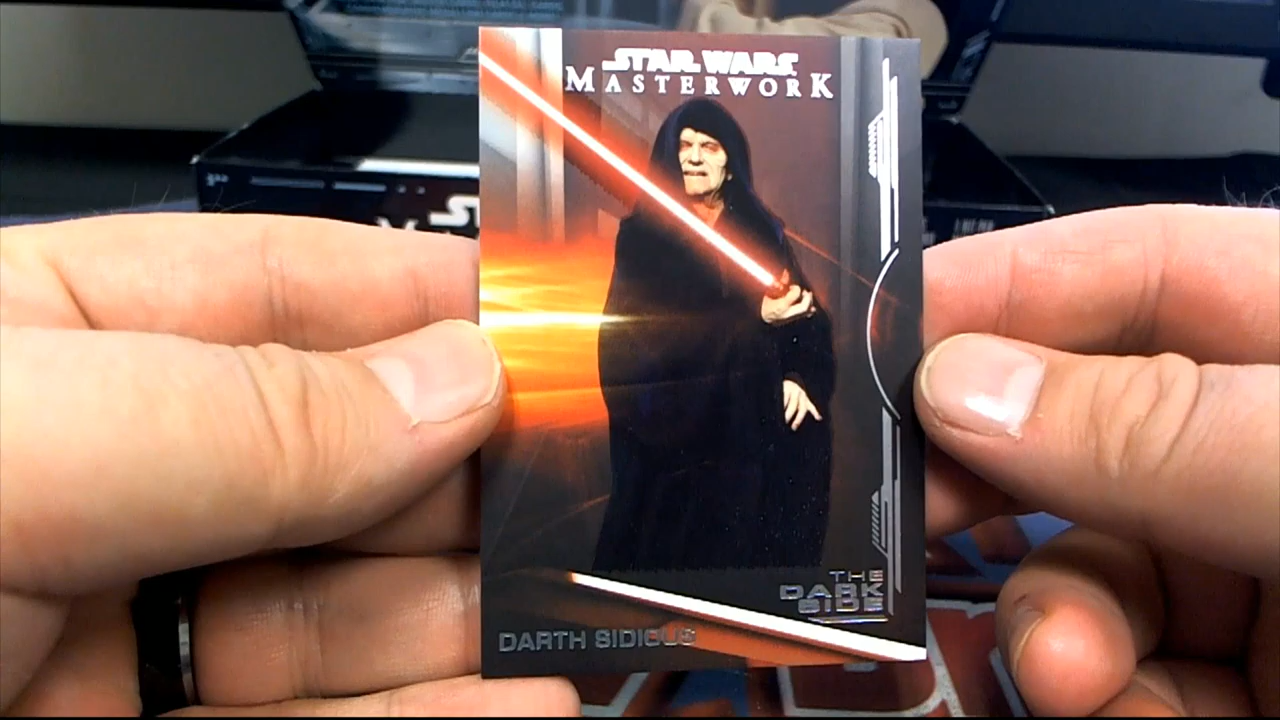 STAR WARS
MASTERWORK
THE
DARK
SIDE
DARTH SIDIOUS